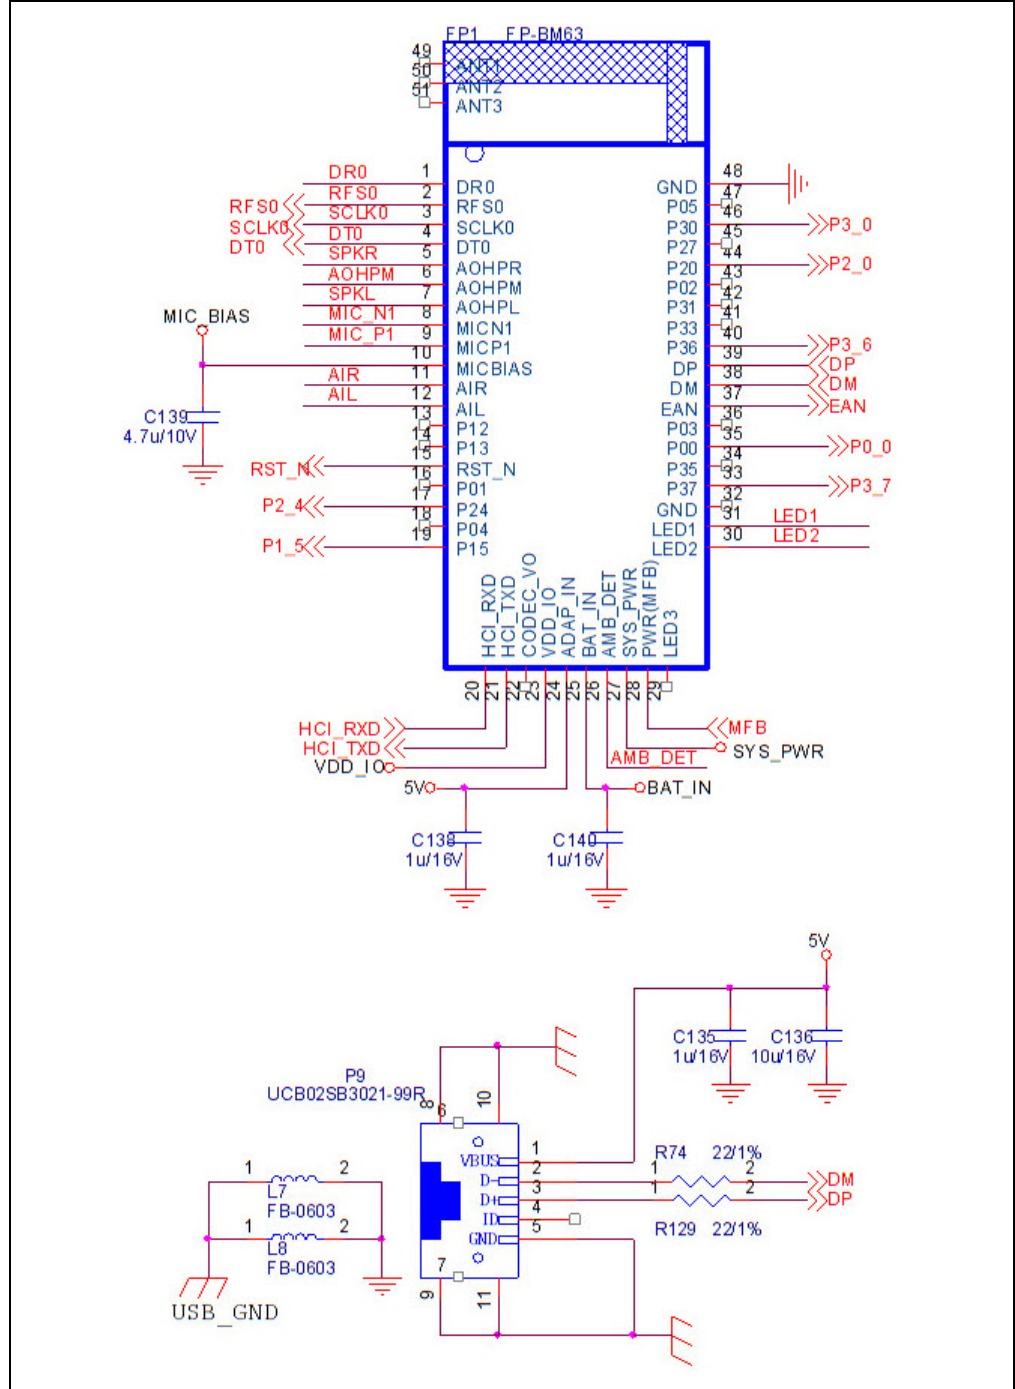 FP1 FP-BM63
49
50
51
ANT1
ANT2
ANT3
DR0 1 DR0 GND 48
RFS0 RFS0 2 RFS0 P05 47
SCLK0 SCLK0 3 SCLK0 P30 46 P3_0
DT0 DT0 4 DT0 P27 45
SPKR 5 AOHPR P20 44 P2_0
AOHPM 6 AOHPM P02 43
SPKL 7 AOHPL P31 42
MIC_N1 8 MICN1 P33 41
MIC_P1 9 MICP1 P36 40 P3_6
MIC_BIAS
10 MICBIAS DP 39 DP
AIR 11 AIR DM 38 DM
AIL 12 AIL EAN 37 EAN
C139
4.7u/10V
13 P12 P03 36
14 P13 P00 35 P0_0
RST_N 15 RST_N P35 34
16 P01 P37 33 P3_7
P2_4 17 P24 GND 32
18 P04 LED1 31 LED1
P1_5 19 P15 LED2 30 LED2
HCI_RXD
HCI_TXD
CODEC_VO
VDD_IO
ADAP_IN
BAT_IN
AMB_DET
SYS_PWR
PWR(MFB)
LED3
20
21
22
23
24
25
26
27
28
29
HCI_RXD MFB
HCI_TXD SYS_PWR
VDD_IO AMB_DET
5V BAT_IN
C138 C140
1u/16V 1u/16V
5V
C135 C136
1u/16V 10u/16V
P9
UCB02SB3021-99R
8
6
10
VBUS 1
D- 2
D+ 3
ID 4
GND 5
7
9
11
R74 22/1%
1 2 DM
1 2 DP
R129 22/1%
1 2
L7
FB-0603
1 2
L8
FB-0603
USB_GND